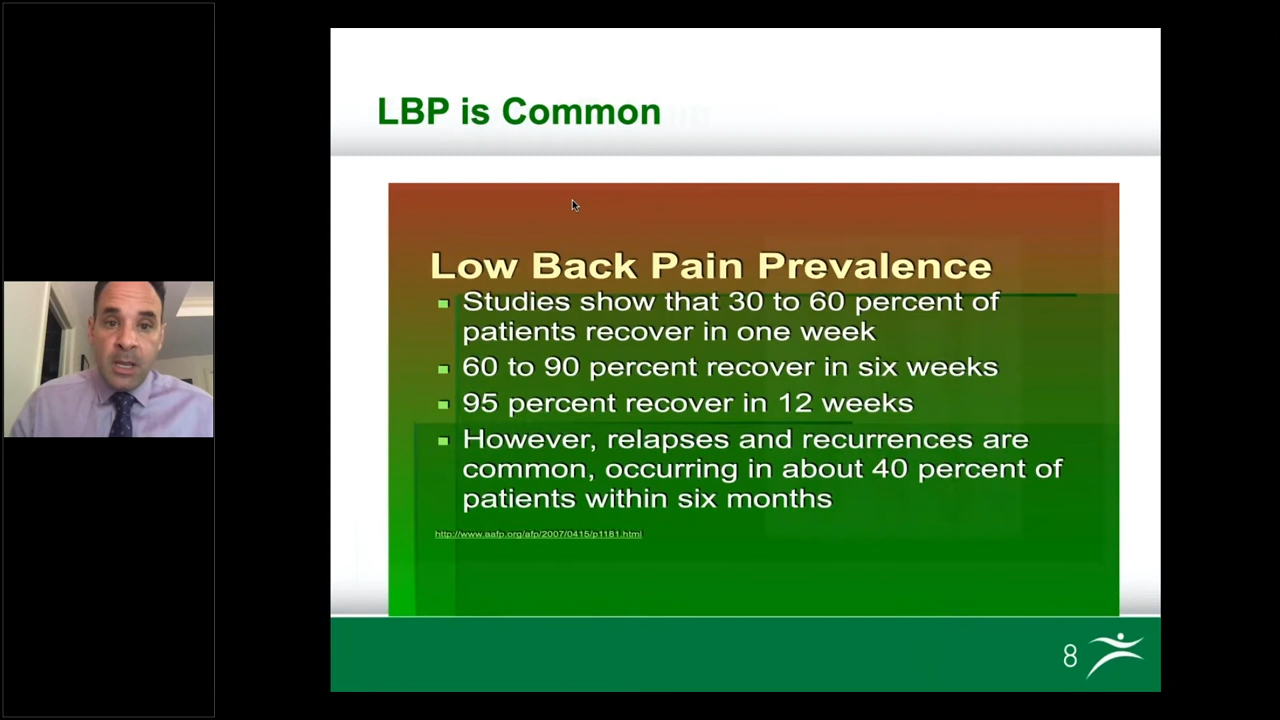 LBP is Common
Low Back Pain Prevalence
Studies show that 30 to 60 percent of
patients recover in one week
60 to 90 percent recover in six weeks
95 percent recover in 12 weeks
However, relapses and recurrences are
common, occurring in about 40 percent of
patients within six months
http://www.aafp.org/afp/2007/0415/p1181.html
8